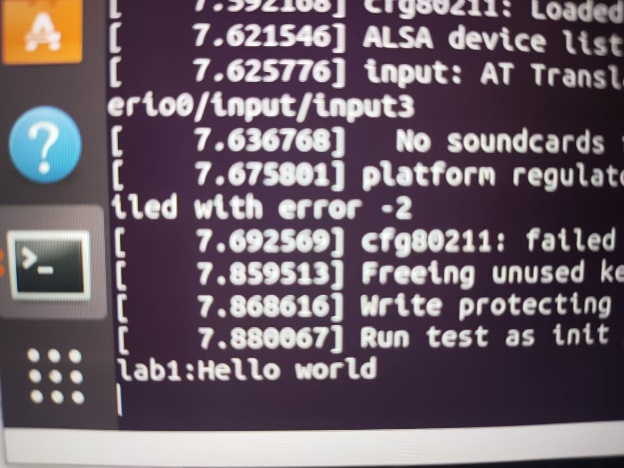 [ 7.592168] cfg80211: Loaded
[ 7.621546] ALSA device list
[ 7.625776] input: AT Transl
erio0/input/input3
[ 7.636768] No soundcards
[ 7.675801] platform regulato
iled with error -2
[ 7.692569] cfg80211: failed
[ 7.859513] Freeing unused ke
[ 7.868616] Write protecting
[ 7.880067] Run test as init
lab1:Hello world